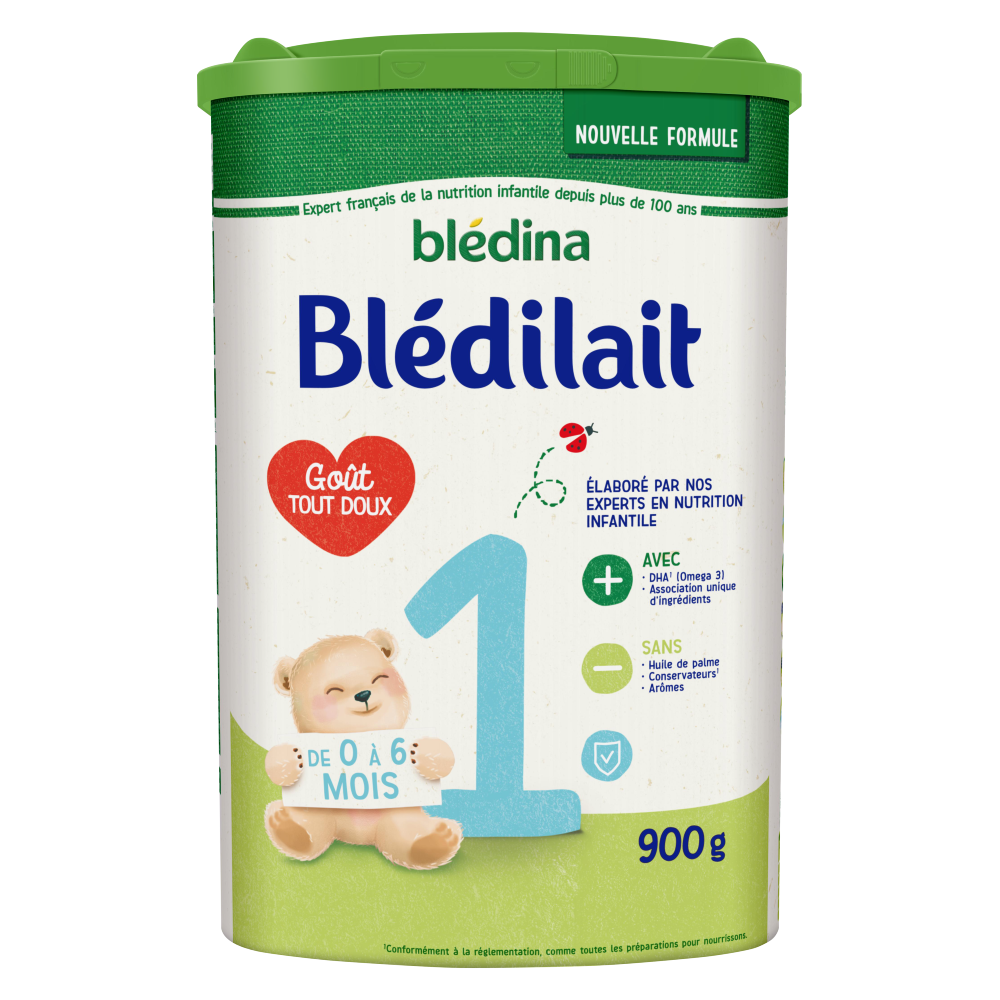 NOUVELLE FORMULE
Expert français de la nutrition infantile depuis plus de 100 ans
blédina
Blédilait
Goût
TOUT DOUX
ÉLABORÉ PAR NOS
EXPERTS EN NUTRITION
INFANTILE
1
+
AVEC
· DHA¹ (Omega 3)
· Association unique
d'ingrédients
−
SANS
· Huile de palme
· Conservateurs¹
· Arômes
DE 0 À 6
MOIS
900 g
¹Conformément à la réglementation, comme toutes les préparations pour nourrissons.